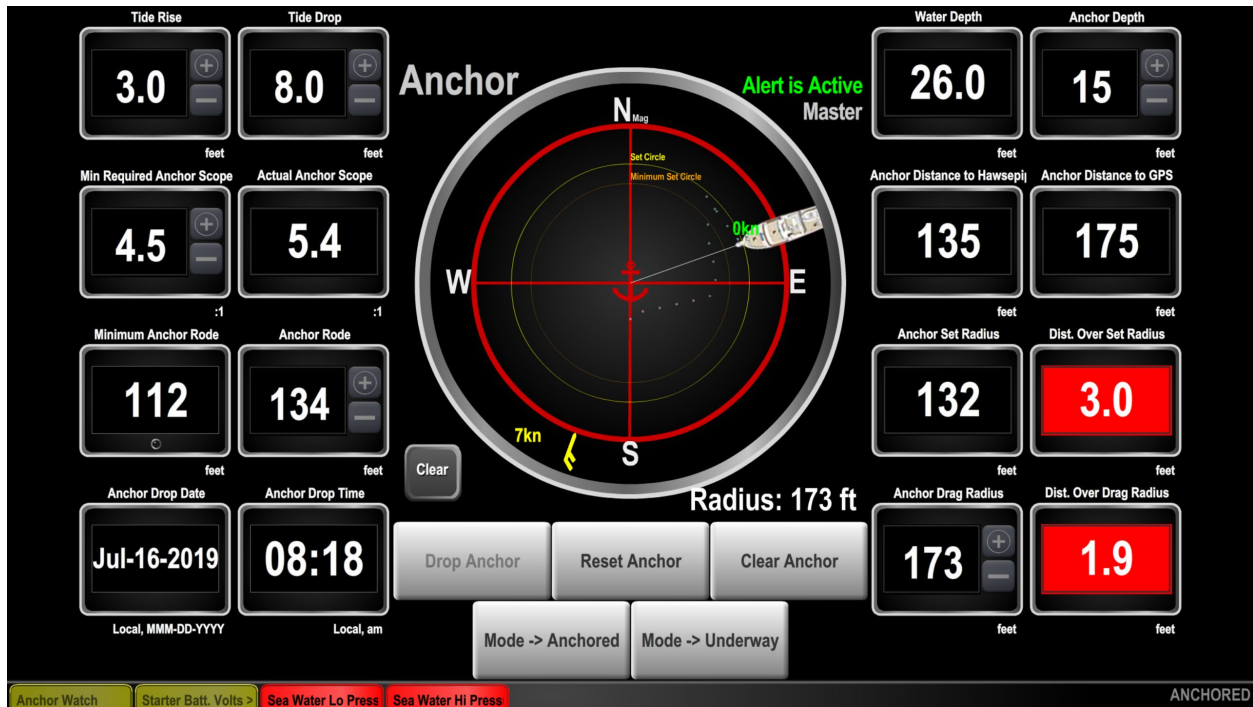 Tide Rise
Tide Drop
3.0
8.0
feet
feet
Min Required Anchor Scope
Actual Anchor Scope
4.5
5.4
:1
:1
Minimum Anchor Rode
Anchor Rode
112
134
feet
feet
Anchor Drop Date
Anchor Drop Time
Jul-16-2019
08:18
Local, MMM-DD-YYYY
Local, am
Anchor
Alert is Active
Master
N Mag
Set Circle
Minimum Set Circle
0kn
W
E
7kn
S
Clear
Radius: 173 ft
Drop Anchor
Reset Anchor
Clear Anchor
Mode -> Anchored
Mode -> Underway
Water Depth
Anchor Depth
26.0
15
feet
feet
Anchor Distance to Hawsepi
Anchor Distance to GPS
135
175
feet
feet
Anchor Set Radius
Dist. Over Set Radius
132
3.0
feet
feet
Anchor Drag Radius
Dist. Over Drag Radius
173
1.9
feet
feet
Anchor Watch
Starter Batt. Volts >
Sea Water Lo Press
Sea Water Hi Press
ANCHORED